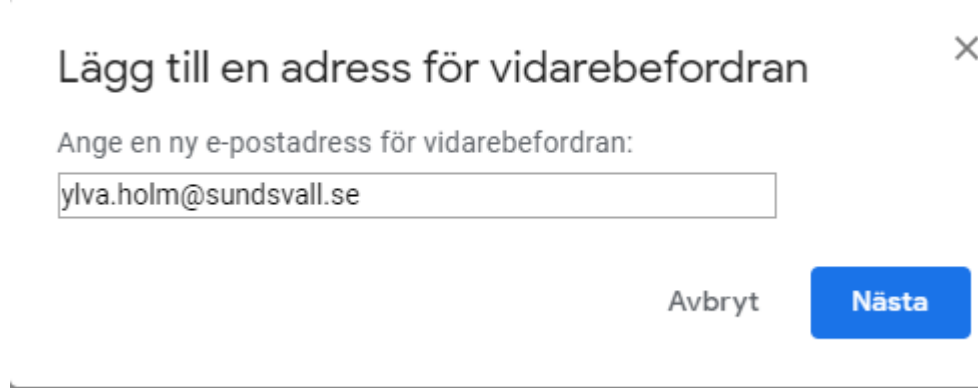 Lägg till en adress för vidarebefordran
Ange en ny e-postadress för vidarebefordran:
ylva.holm@sundsvall.se
Avbryt
Nästa